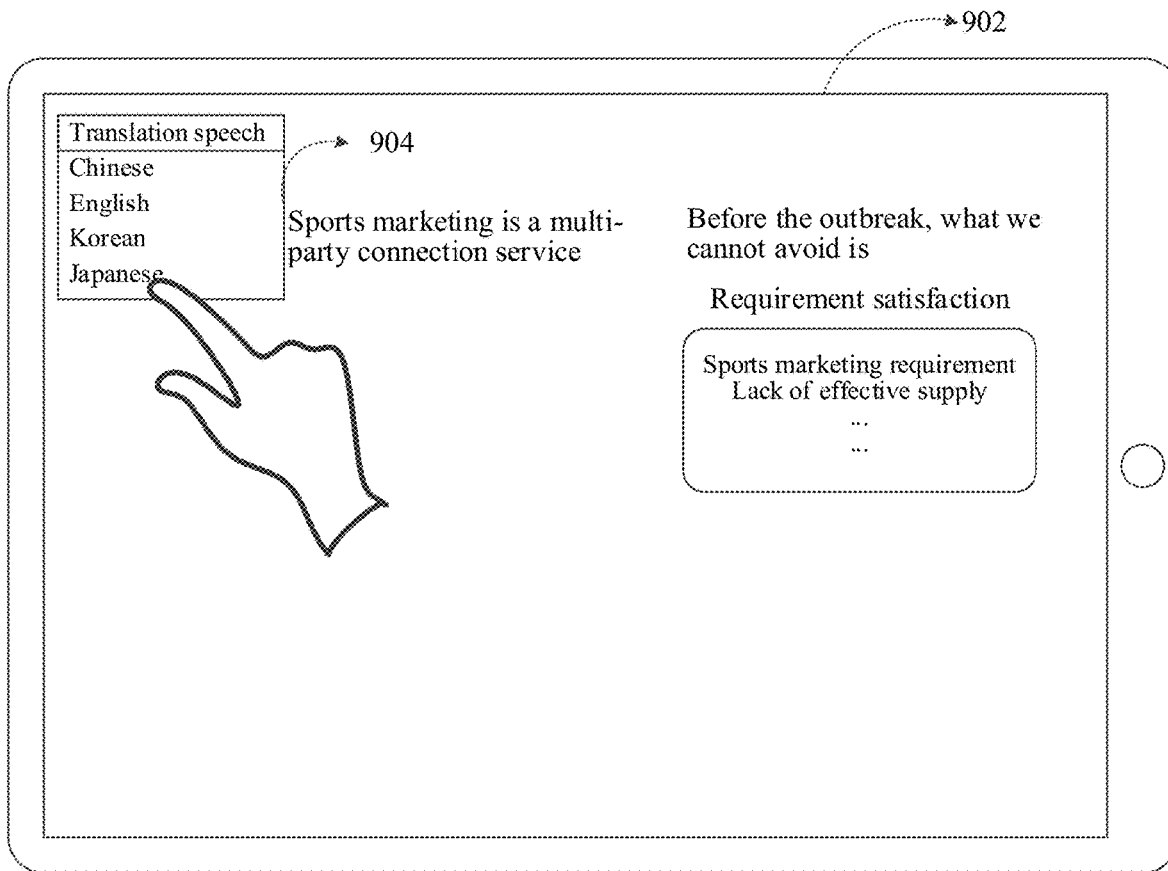 902
Translation speech
904
Chinese
English
Korean
Japanese
Sports marketing is a multi-
party connection service
Before the outbreak, what we
cannot avoid is
Requirement satisfaction
Sports marketing requirement
Lack of effective supply
...
...